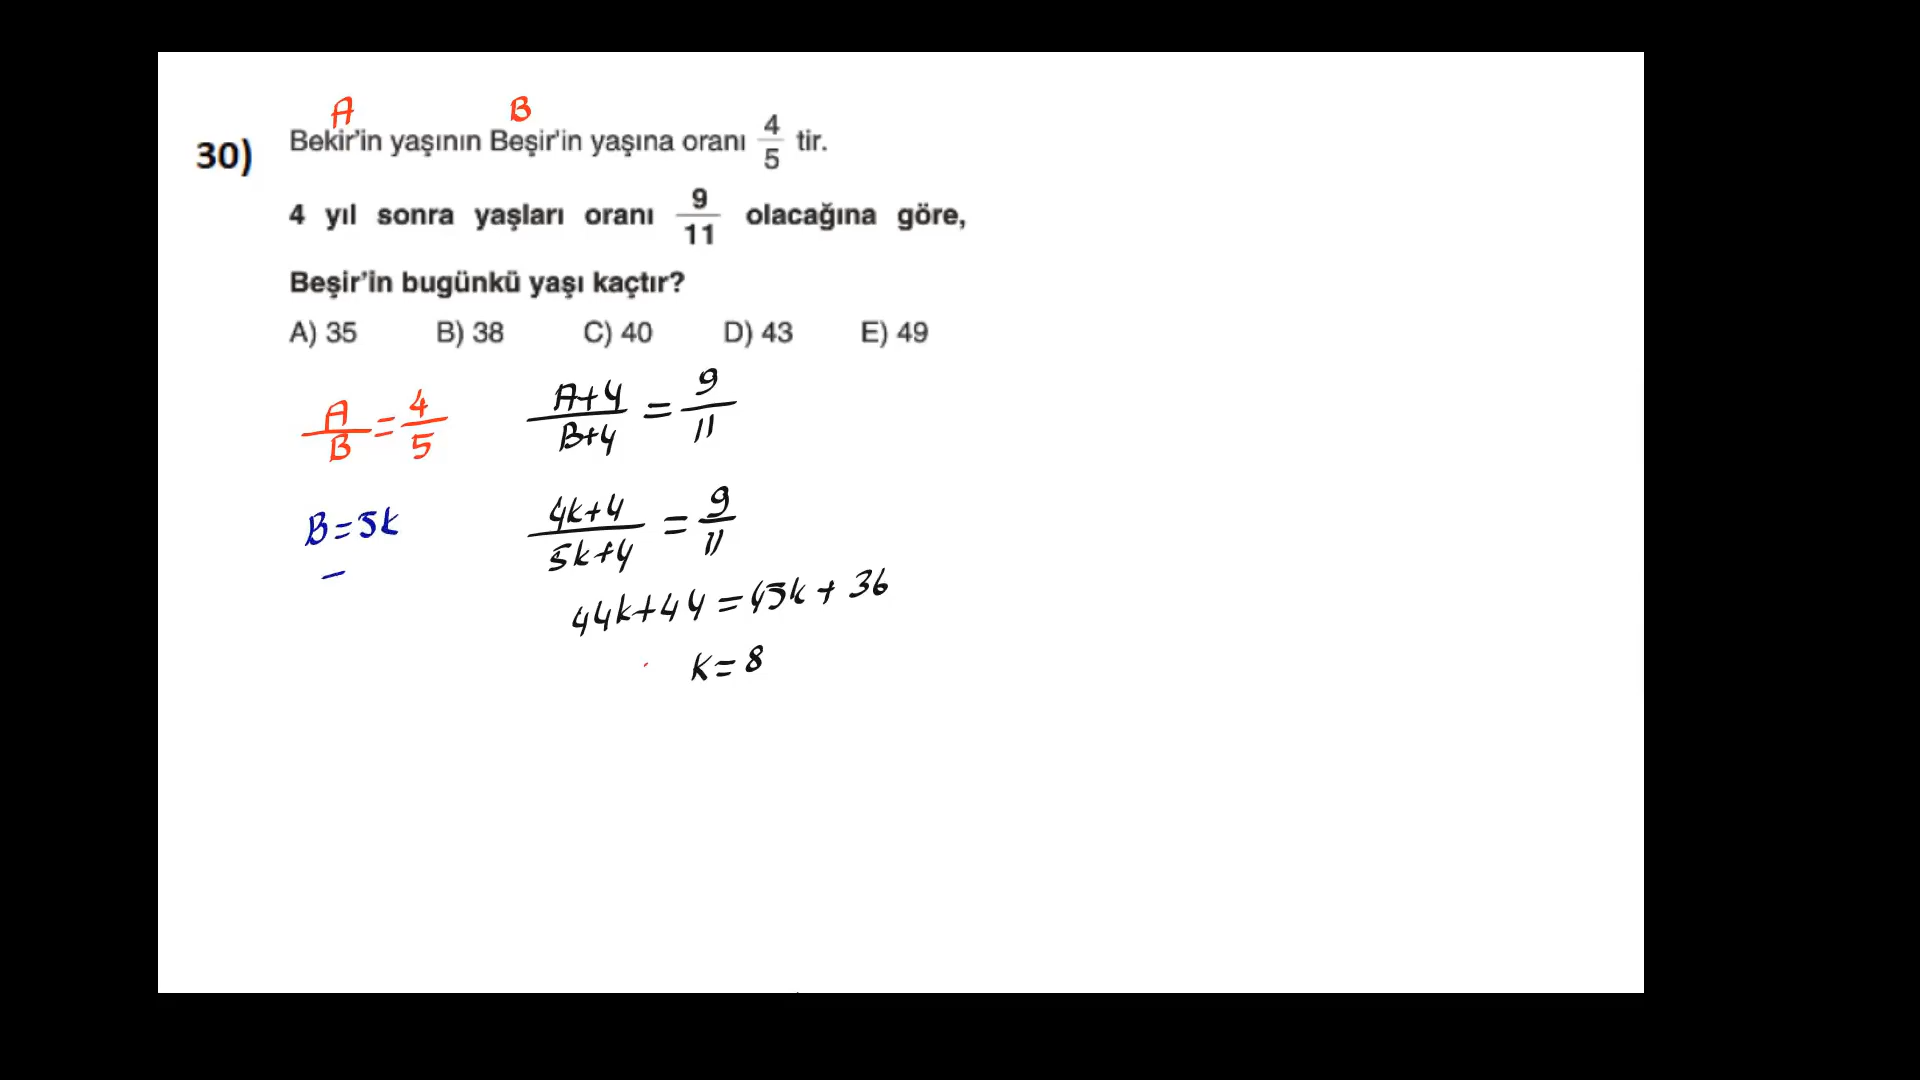 A B
30) Bekir'in yaşının Beşir'in yaşına oranı 4/5 tir.
4 yıl sonra yaşları oranı 9/11 olacağına göre,
Beşir'in bugünkü yaşı kaçtır?
A) 35 B) 38 C) 40 D) 43 E) 49
A/B = 4/5
A+4/B+4 = 9/11
B=5k
4k+4/5k+4 = 9/11
44k+44=45k+36
k=8